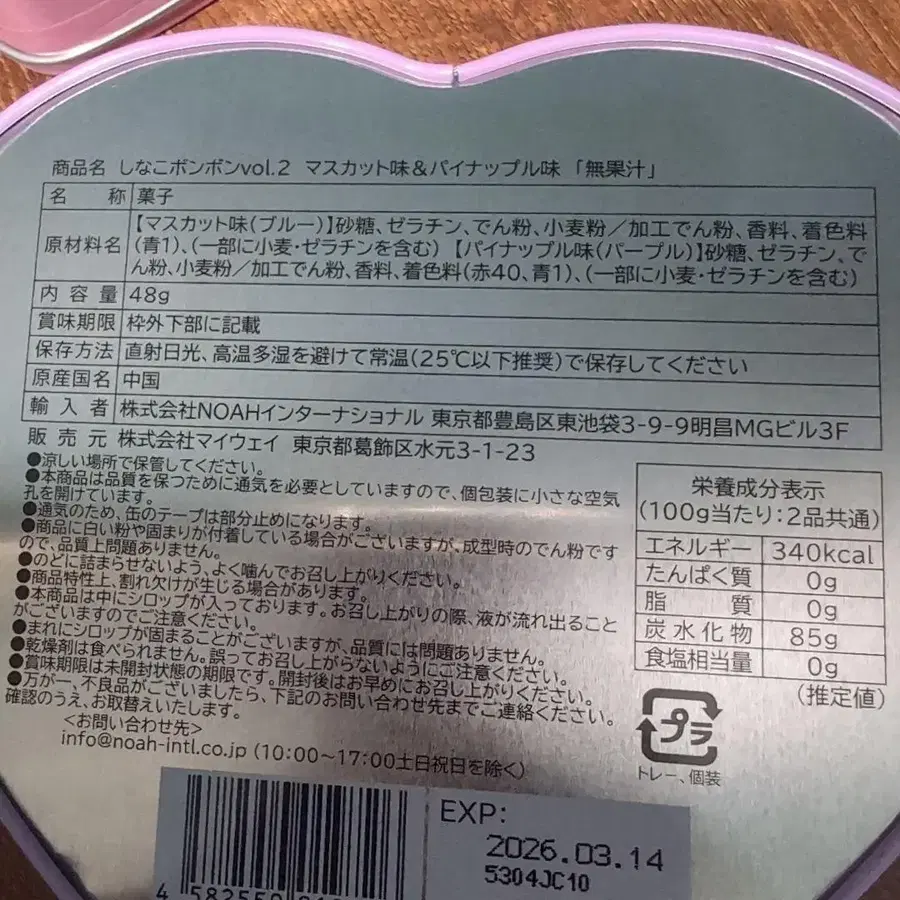 商品名 しなこボンボンvol.2 マスカット味&パイナップル味 「無果汁」
名 称 菓子
原材料名 【マスカット味(ブルー)】砂糖、ゼラチン、でん粉、小麦粉/加工でん粉、香料、着色料
(青1)、(一部に小麦・ゼラチンを含む) 【パイナップル味(パープル)】砂糖、ゼラチン、で
ん粉、小麦粉/加工でん粉、香料、着色料(赤40、青1)、(一部に小麦・ゼラチンを含む)
内 容 量 48g
賞味期限 枠外下部に記載
保存方法 直射日光、高温多湿を避けて常温(25℃以下推奨)で保存してください
原産国名 中国
輸 入 者 株式会社NOAHインターナショナル 東京都豊島区東池袋3-9-9明昌MGビル3F
販 売 元 株式会社マイウェイ 東京都葛飾区水元3-1-23
●涼しい場所で保管してください。
●本商品は品質を保つために通気を必要としていますので、個包装に小さな空気
孔を開けています。
●通気のため、缶のテープは部分止めになります。
●商品に白い粉や固まりが付着している場合がございますが、成型時のでん粉です
ので、品質上問題ありません。
●のどに詰まらせないよう、よく噛んでお召し上がりください。
●商品特性上、割れ欠けが生じる場合があります。
●本商品は中にシロップが入っております。お召し上がりの際、液が流れ出ること
がございますのでご注意ください。
●まれにシロップが固まることがございますが、品質には問題ありません。
●乾燥剤は食べられません。誤ってお召し上がらないようにご注意ください。
●賞味期限は未開封状態の期限です。開封後はお早めにお召し上がりください。
●万が一、不良品がございましたら、下記のお問い合わせ先までご連絡ください。
確認のうえ、お取替えいたします。
<お問い合わせ先>
info@noah-intl.co.jp (10:00〜17:00土日祝日を除く)
栄養成分表示
(100g当たり:2品共通)
エネルギー 340kcal
たんぱく質 0g
脂 質 0g
炭水化物 85g
食塩相当量 0g
(推定値)
プラ
トレー、個装
EXP:
2026.03.14
5304JC10
4 582550